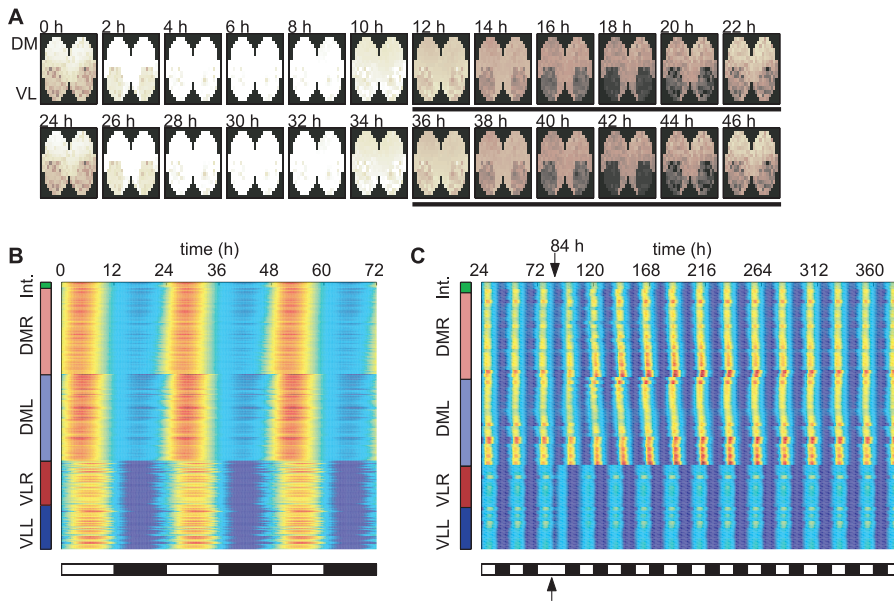 A
0 h 2 h 4 h 6 h 8 h 10 h 12 h 14 h 16 h 18 h 20 h 22 h
DM
VL
24 h 26 h 28 h 30 h 32 h 34 h 36 h 38 h 40 h 42 h 44 h 46 h
B
time (h)
0 12 24 36 48 60 72
Int.
DMR
DML
VLR
VLL
C
84 h
time (h)
24 72 120 168 216 264 312 360
Int.
DMR
DML
VLR
VLL